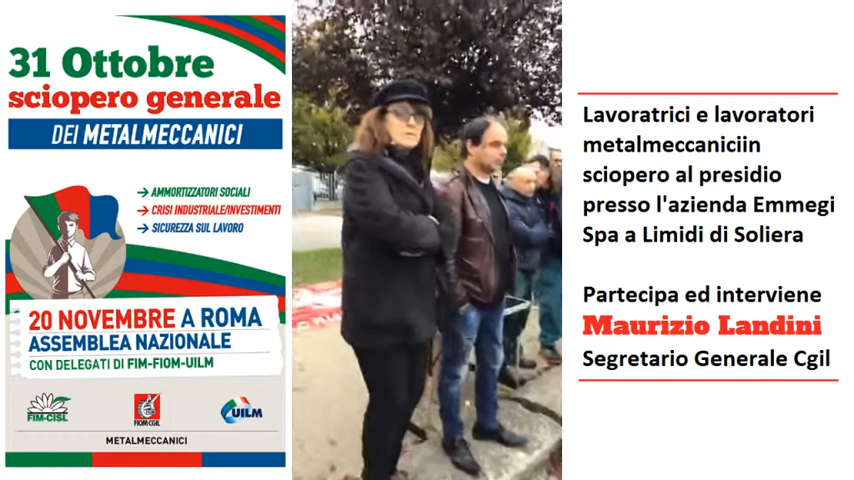 31 Ottobre
sciopero generale
DEI METALMECCANICI
→ AMMORTIZZATORI SOCIALI
→ CRISI INDUSTRIALE/INVESTIMENTI
→ SICUREZZA SUL LAVORO
20 NOVEMBRE A ROMA
ASSEMBLEA NAZIONALE
CON DELEGATI DI FIM-FIOM-UILM
FIM-CISL
FIOM CGIL
UILM
METALMECCANICI
Lavoratrici e lavoratori
metalmeccaniciin
sciopero al presidio
presso l'azienda Emmegi
Spa a Limidi di Soliera
Partecipa ed interviene
Maurizio Landini
Segretario Generale Cgil